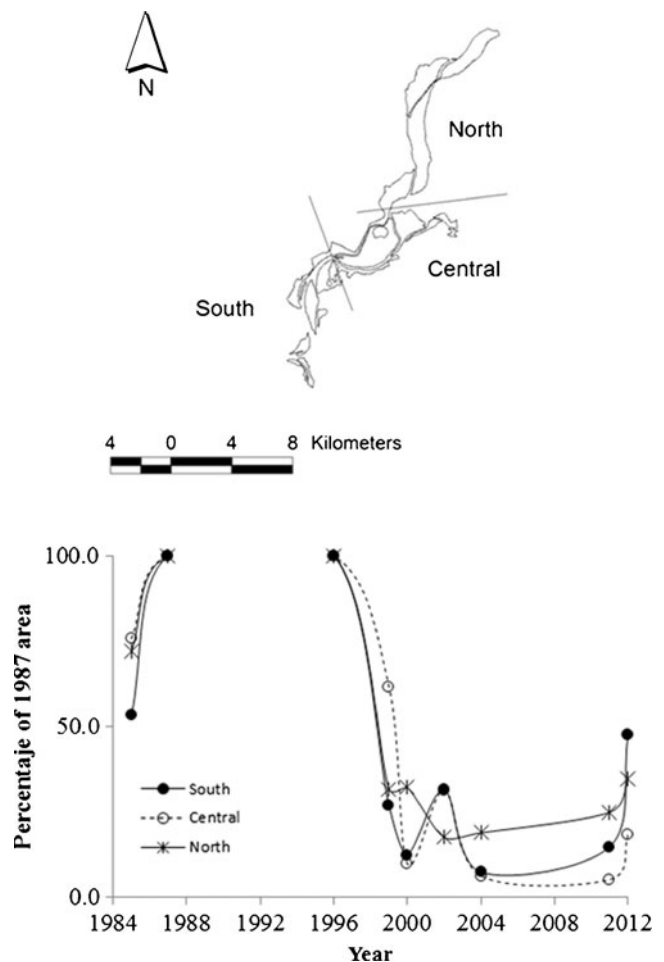 N
North
Central
South
4 0 4 8 Kilometers
100.0
50.0
0.0
Percentaje of 1987 area
South
Central
North
1984 1988 1992 1996 2000 2004 2008 2012
Year